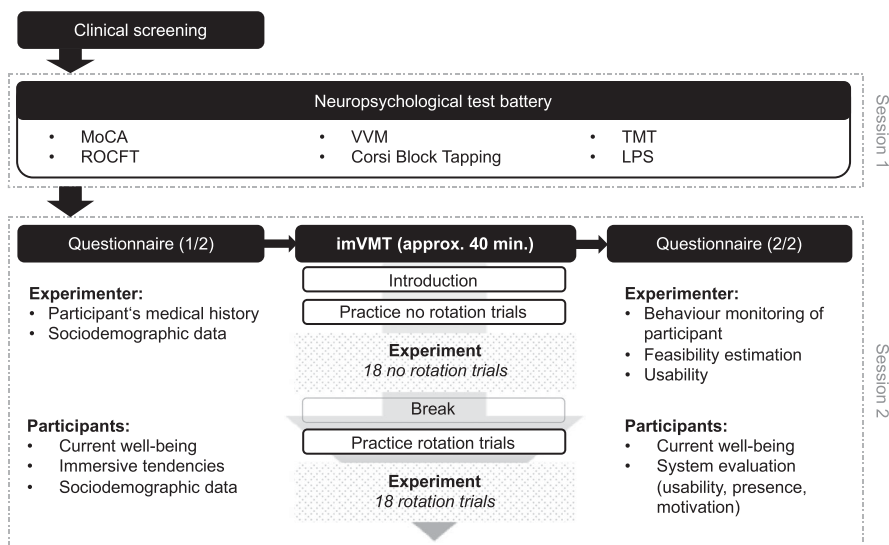 Clinical screening
Neuropsychological test battery
• MoCA
• ROCFT
• VVM
• Corsi Block Tapping
• TMT
• LPS
Session 1
Questionnaire (1/2)
Experimenter:
• Participant‘s medical history
• Sociodemographic data
Participants:
• Current well-being
• Immersive tendencies
• Sociodemographic data
imVMT (approx. 40 min.)
Introduction
Practice no rotation trials
Experiment
18 no rotation trials
Break
Practice rotation trials
Experiment
18 rotation trials
Questionnaire (2/2)
Experimenter:
• Behaviour monitoring of
participant
• Feasibility estimation
• Usability
Participants:
• Current well-being
• System evaluation
(usability, presence,
motivation)
Session 2